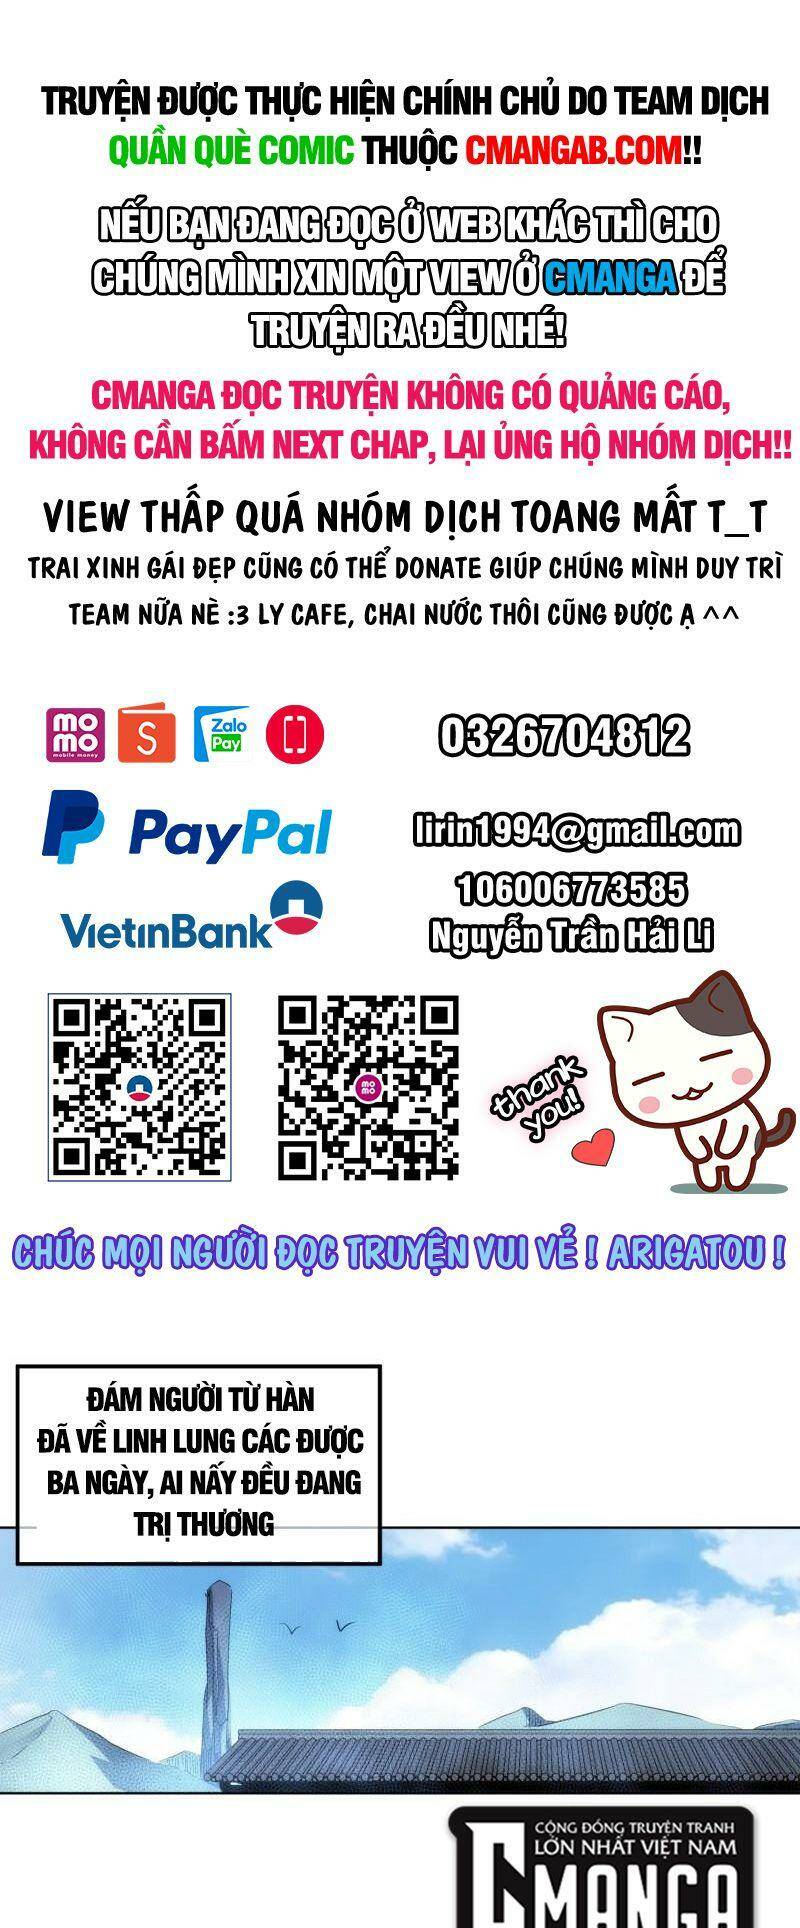 TRUYỆN ĐƯỢC THỰC HIỆN CHÍNH CHỦ DO TEAM DỊCH
QUẦN QUÈ COMIC THUỘC CMANGAB.COM!!
NẾU BẠN ĐANG ĐỌC Ở WEB KHÁC THÌ CHO
CHÚNG MÌNH XIN MỘT VIEW Ở CMANGA ĐỂ
TRUYỆN RA ĐỀU NHÉ!
CMANGA ĐỌC TRUYỆN KHÔNG CÓ QUẢNG CÁO,
KHÔNG CẦN BẤM NEXT CHAP, LẠI ỦNG HỘ NHÓM DỊCH!!
VIEW THẤP QUÁ NHÓM DỊCH TOANG MẤT T_T
TRAI XINH GÁI ĐẸP CŨNG CÓ THỂ DONATE GIÚP CHÚNG MÌNH DUY TRÌ
TEAM NỮA NÈ :3 LY CAFE, CHAI NƯỚC THÔI CŨNG ĐƯỢC Ạ ^^
mo
mo
mobile money
S
Zalo
Pay
0326704812
PayPal
lirin1994@gmail.com
VietinBank
106006773585
Nguyễn Trần Hải Li
mo
mo
thank
you!
CHÚC MỌI NGƯỜI ĐỌC TRUYỆN VUI VẺ ! ARIGATOU !
ĐÁM NGƯỜI TỪ HÀN
ĐÃ VỀ LINH LUNG CÁC ĐƯỢC
BA NGÀY, AI NẤY ĐỀU ĐANG
TRỊ THƯƠNG
CỘNG ĐỒNG TRUYỆN TRANH
LỚN NHẤT VIỆT NAM
CMANGA